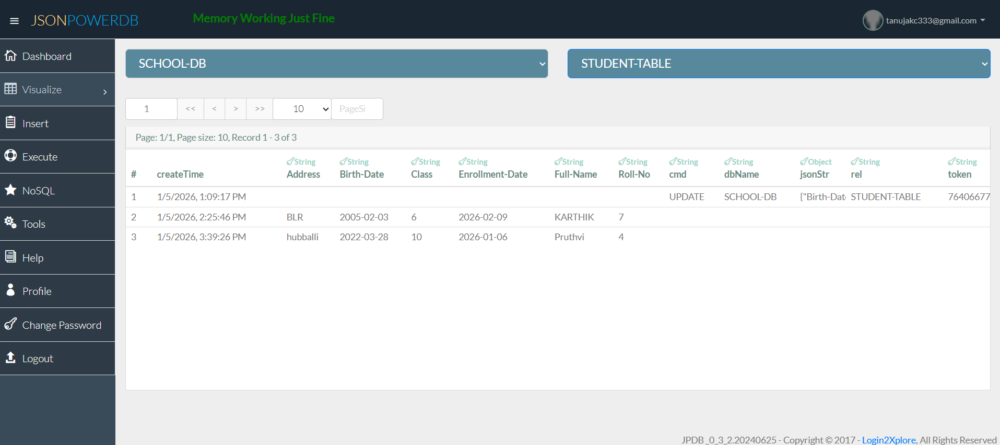 JSONPOWERDB
Memory Working Just Fine
tanujakc333@gmail.com
Dashboard
Visualize
Insert
Execute
NoSQL
Tools
Help
Profile
Change Password
Logout
SCHOOL-DB
STUDENT-TABLE
1 << < > >> 10 PageSi
Page: 1/1, Page size: 10, Record 1 - 3 of 3
String String String String String String String String Object String String
# createTime Address Birth-Date Class Enrollment-Date Full-Name Roll-No cmd dbName jsonStr rel token
1 1/5/2026, 1:09:17 PM UPDATE SCHOOL-DB {"Birth-Dat STUDENT-TABLE 76406677
2 1/5/2026, 2:25:46 PM BLR 2005-02-03 6 2026-02-09 KARTHIK 7
3 1/5/2026, 3:39:26 PM hubballi 2022-03-28 10 2026-01-06 Pruthvi 4
JPDB_0_3_2.20240625 - Copyright © 2017 - Login2Xplore, All Rights Reserved